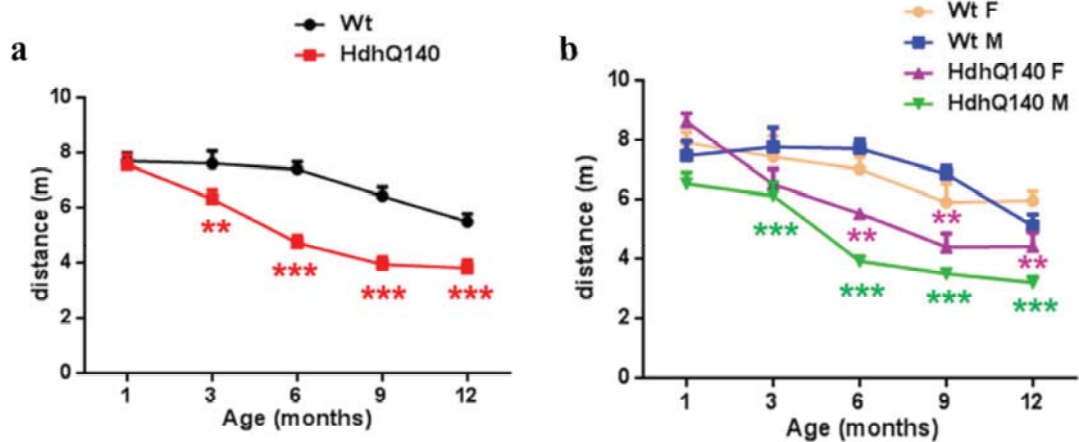 a
Wt
HdhQ140
distance (m)
10
8
6
4
2
0
**
***
***
***
1 3 6 9 12
Age (months)
b
Wt F
Wt M
HdhQ140 F
HdhQ140 M
distance (m)
10
8
6
4
2
0
**
**
**
***
***
***
***
1 3 6 9 12
Age (months)